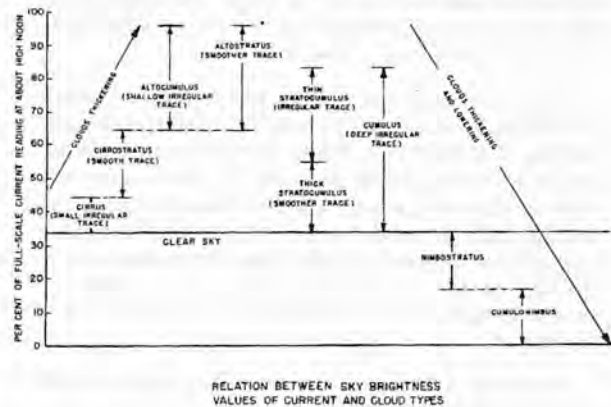 PER CENT OF FULL-SCALE CURRENT READING AT ABOUT HIGH NOON
100
90
80
70
60
50
40
30
20
10
0
CLOUDS THICKENING
ALTOCUMULUS
(SHALLOW IRREGULAR
TRACE)
ALTOSTRATUS
(SMOOTHER TRACE)
CIRROSTRATUS
(SMOOTH TRACE)
CIRRUS
(SMALL IRREGULAR
TRACE)
THIN
STRATOCUMULUS
(IRREGULAR TRACE)
THICK
STRATOCUMULUS
(SMOOTHER TRACE)
CUMULUS
(DEEP IRREGULAR
TRACE)
CLOUDS THICKENING
AND LOWERING
CLEAR SKY
NIMBOSTRATUS
CUMULONIMBUS
RELATION BETWEEN SKY BRIGHTNESS
VALUES OF CURRENT AND CLOUD TYPES